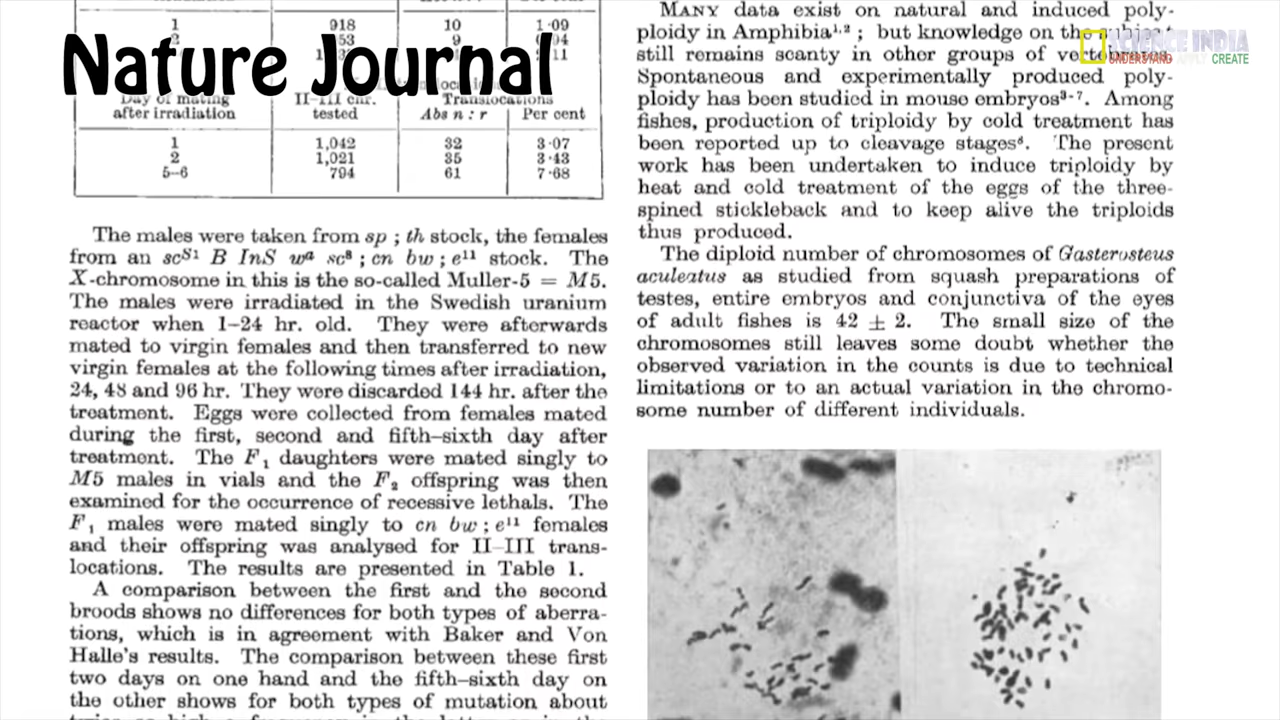 Nature Journal
SCIENCE INDIA
UNDERSTAND APPLY CREATE
1 918 10 1·09
9
Day of mating II–III chr. Translocations
after irradiation tested Abs n : r Per cent
1 1,042 32 3·07
2 1,021 35 3·43
5–6 794 61 7·68
The males were taken from sp ; th stock, the females
from an scS1 B InS wa sc8 ; cn bw ; e11 stock. The
X-chromosome in this is the so-called Muller-5 = M5.
The males were irradiated in the Swedish uranium
reactor when 1–24 hr. old. They were afterwards
mated to virgin females and then transferred to new
virgin females at the following times after irradiation,
24, 48 and 96 hr. They were discarded 144 hr. after the
treatment. Eggs were collected from females mated
during the first, second and fifth–sixth day after
treatment. The F1 daughters were mated singly to
M5 males in vials and the F2 offspring was then
examined for the occurrence of recessive lethals. The
F1 males were mated singly to cn bw ; e11 females
and their offspring was analysed for II–III trans-
locations. The results are presented in Table 1.
A comparison between the first and the second
broods shows no differences for both types of aberra-
tions, which is in agreement with Baker and Von
Halle's results. The comparison between these first
two days on one hand and the fifth–sixth day on
the other shows for both types of mutation about
MANY data exist on natural and induced poly-
ploidy in Amphibia1,2 ; but knowledge on the
still remains scanty in other groups of vertebrates.
Spontaneous and experimentally produced poly-
ploidy has been studied in mouse embryos3-7. Among
fishes, production of triploidy by cold treatment has
been reported up to cleavage stages8. The present
work has been undertaken to induce triploidy by
heat and cold treatment of the eggs of the three-
spined stickleback and to keep alive the triploids
thus produced.
The diploid number of chromosomes of Gasterosteus
aculeatus as studied from squash preparations of
testes, entire embryos and conjunctiva of the eyes
of adult fishes is 42 ± 2. The small size of the
chromosomes still leaves some doubt whether the
observed variation in the counts is due to technical
limitations or to an actual variation in the chromo-
some number of different individuals.